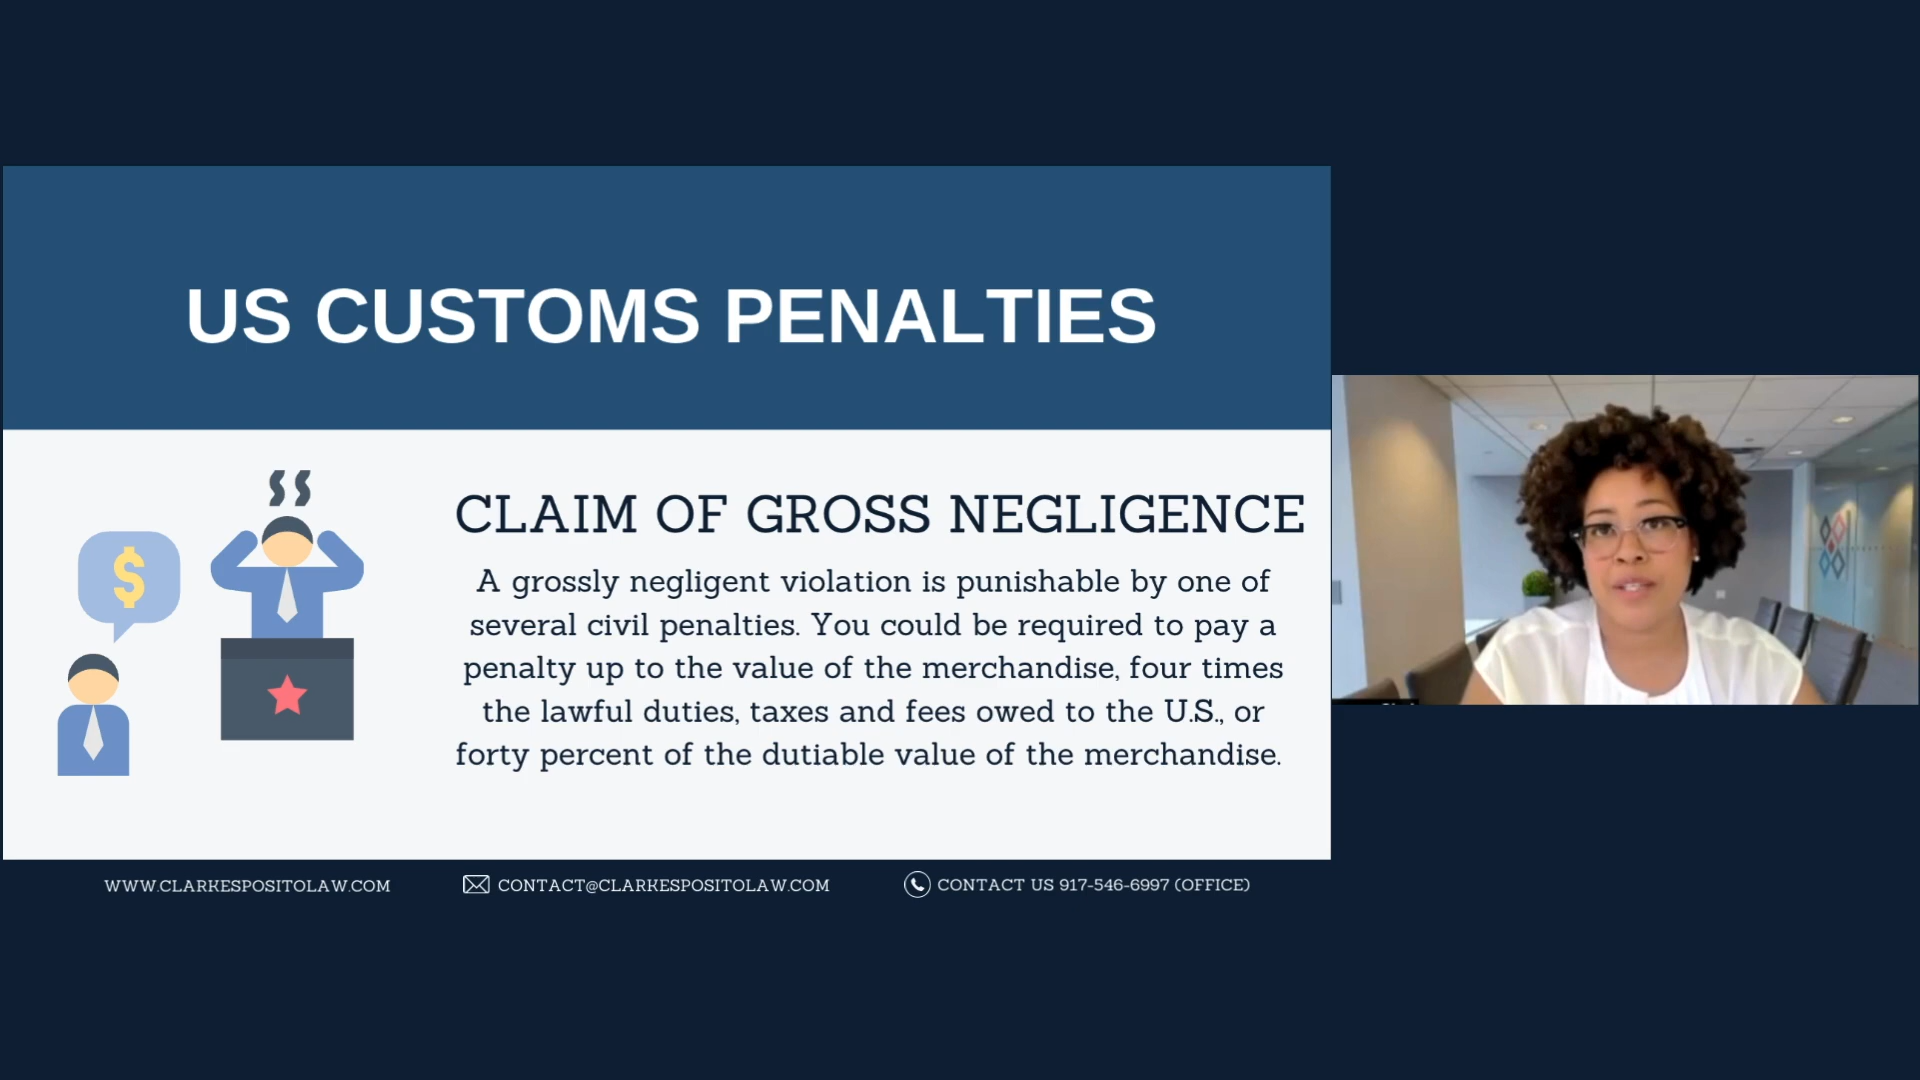 US CUSTOMS PENALTIES
$
CLAIM OF GROSS NEGLIGENCE
A grossly negligent violation is punishable by one of
several civil penalties. You could be required to pay a
penalty up to the value of the merchandise, four times
the lawful duties, taxes and fees owed to the U.S., or
forty percent of the dutiable value of the merchandise.
WWW.CLARKESPOSITOLAW.COM
CONTACT@CLARKESPOSITOLAW.COM
CONTACT US 917-546-6997 (OFFICE)